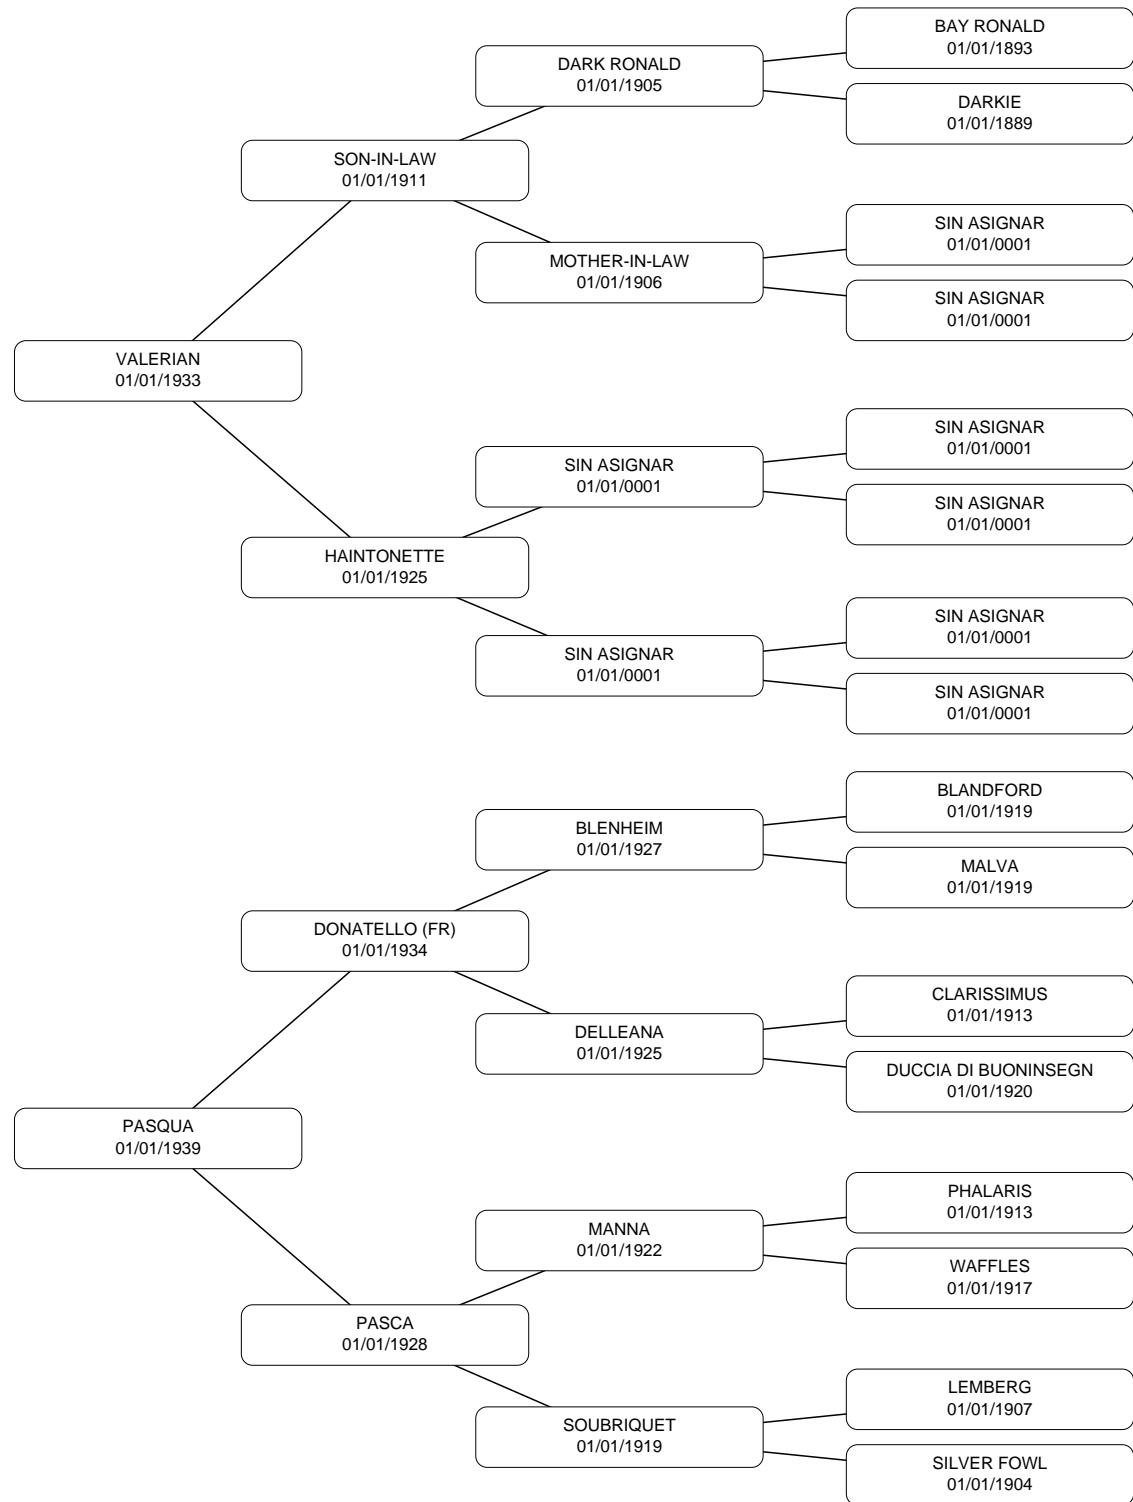 BAY RONALD
01/01/1893
DARK RONALD
01/01/1905
DARKIE
01/01/1889
SON-IN-LAW
01/01/1911
SIN ASIGNAR
01/01/0001
MOTHER-IN-LAW
01/01/1906
SIN ASIGNAR
01/01/0001
VALERIAN
01/01/1933
SIN ASIGNAR
01/01/0001
SIN ASIGNAR
01/01/0001
SIN ASIGNAR
01/01/0001
HAINTONETTE
01/01/1925
SIN ASIGNAR
01/01/0001
SIN ASIGNAR
01/01/0001
SIN ASIGNAR
01/01/0001
BLANDFORD
01/01/1919
BLENHEIM
01/01/1927
MALVA
01/01/1919
DONATELLO (FR)
01/01/1934
CLARISSIMUS
01/01/1913
DELLEANA
01/01/1925
DUCCIA DI BUONINSEGN
01/01/1920
PASQUA
01/01/1939
PHALARIS
01/01/1913
MANNA
01/01/1922
WAFFLES
01/01/1917
PASCA
01/01/1928
LEMBERG
01/01/1907
SOUBRIQUET
01/01/1919
SILVER FOWL
01/01/1904